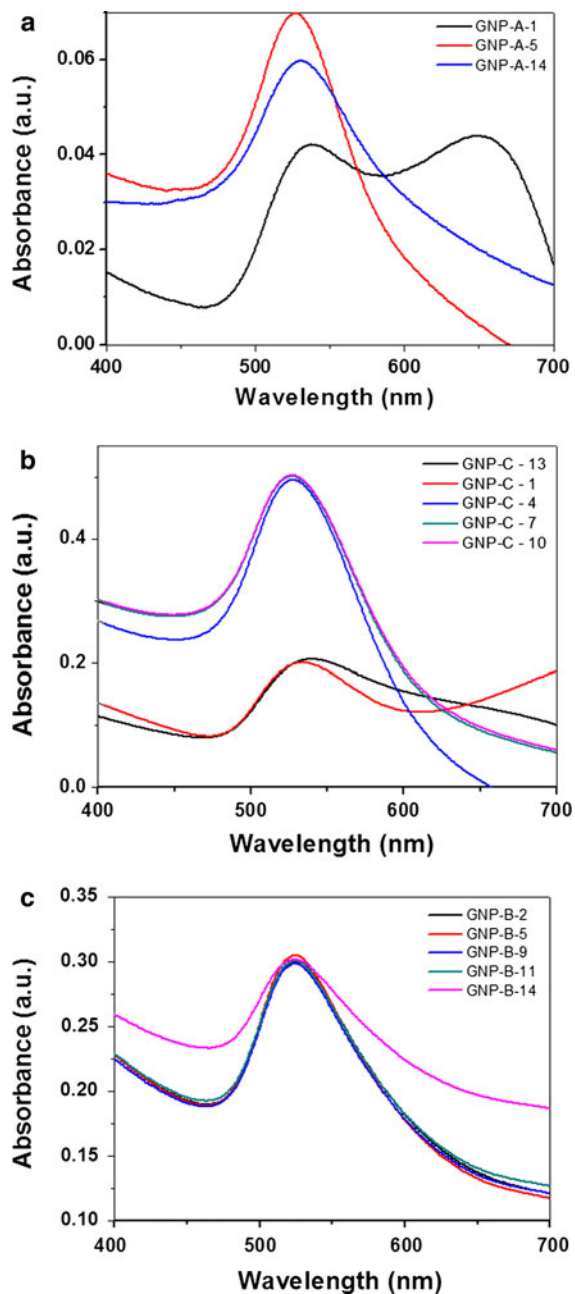 a
GNP-A-1
GNP-A-5
GNP-A-14
0.06
0.04
0.02
0.00
Absorbance (a.u.)
400 500 600 700
Wavelength (nm)
b
GNP-C - 13
GNP-C - 1
GNP-C - 4
GNP-C - 7
GNP-C - 10
0.4
0.2
0.0
Absorbance (a.u.)
400 500 600 700
Wavelength (nm)
c
GNP-B-2
GNP-B-5
GNP-B-9
GNP-B-11
GNP-B-14
0.35
0.30
0.25
0.20
0.15
0.10
Absorbance (a.u.)
400 500 600 700
Wavelength (nm)